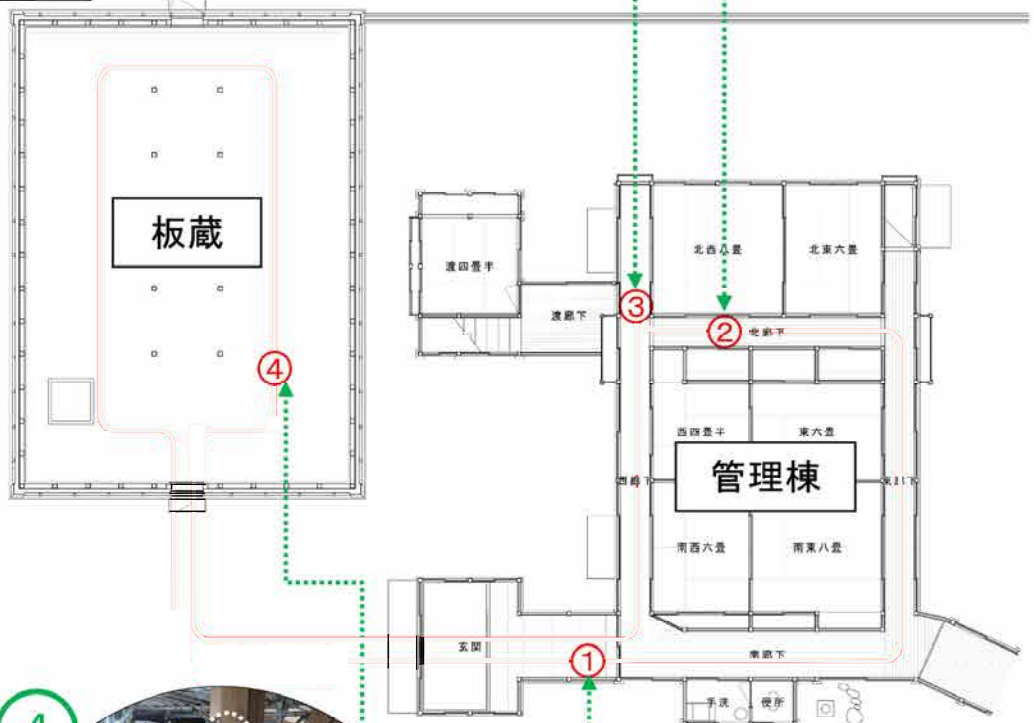 板蔵
渡四畳半
渡廊下
北西八畳
北東六畳
③
②
北廊下
④
西四畳半
東六畳
管理棟
西廊下
東廊下
南西六畳
南東八畳
玄関
①
南廊下
手洗
便所
4